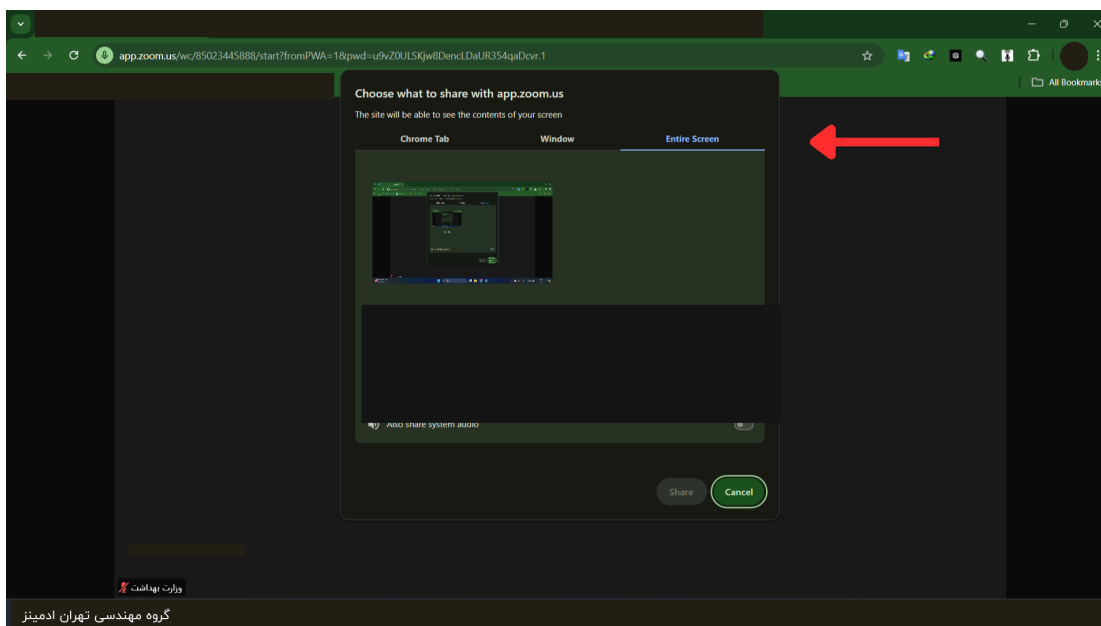 app.zoom.us/wc/85023445888/start?fromPWA=1&pwd=u9vZ0ULSKjw8DencLDaUR354qaDcvr.1
All Bookmarks
Choose what to share with app.zoom.us
The site will be able to see the contents of your screen
Chrome Tab
Window
Entire Screen
Also share system audio
Share
Cancel
وزارت بهداشت
گروه مهندسی تهران ادمینز